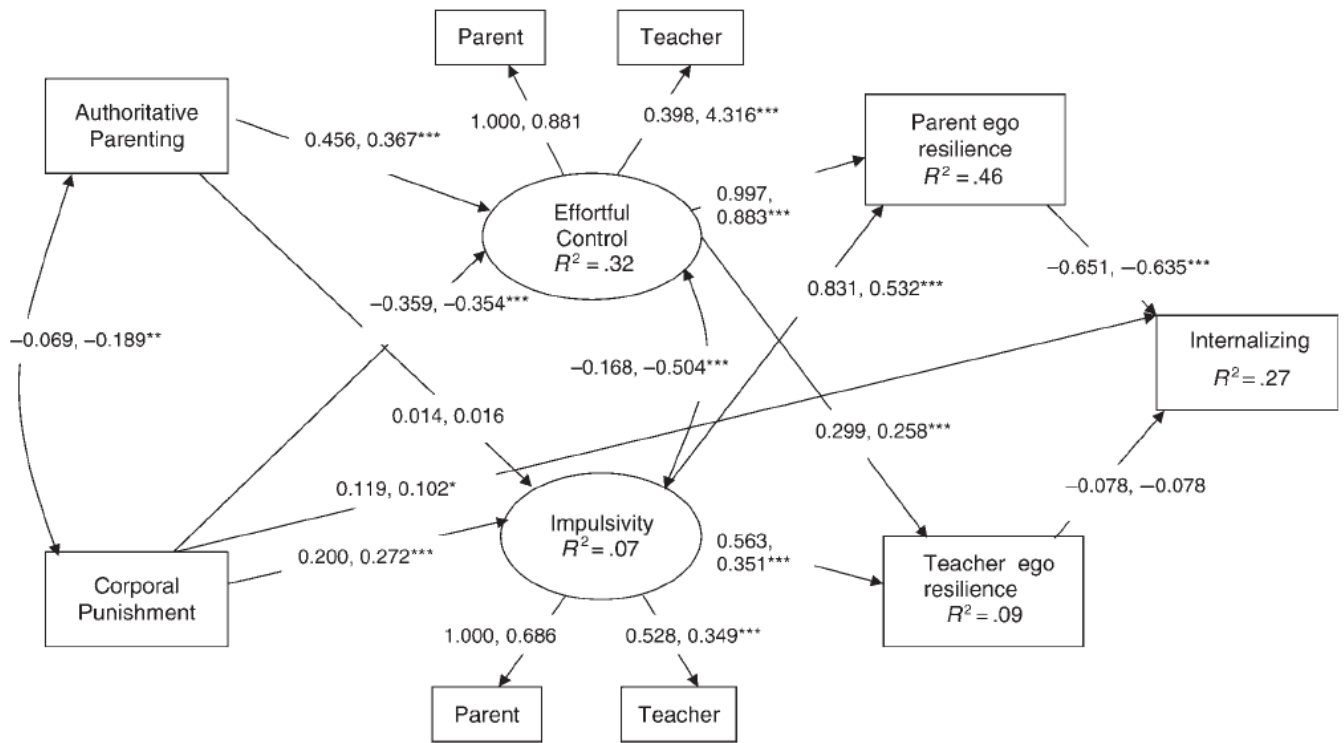 Parent
Teacher
Authoritative
Parenting
0.456, 0.367***
1.000, 0.881
0.398, 4.316***
Parent ego
resilience
R² = .46
Effortful
Control
R² = .32
0.997,
0.883***
−0.359, −0.354***
0.831, 0.532***
−0.651, −0.635***
−0.069, −0.189**
Internalizing
R² = .27
−0.168, −0.504***
0.014, 0.016
0.299, 0.258***
0.119, 0.102*
−0.078, −0.078
Impulsivity
R² = .07
0.200, 0.272***
0.563,
0.351***
Corporal
Punishment
Teacher ego
resilience
R² = .09
1.000, 0.686
0.528, 0.349***
Parent
Teacher